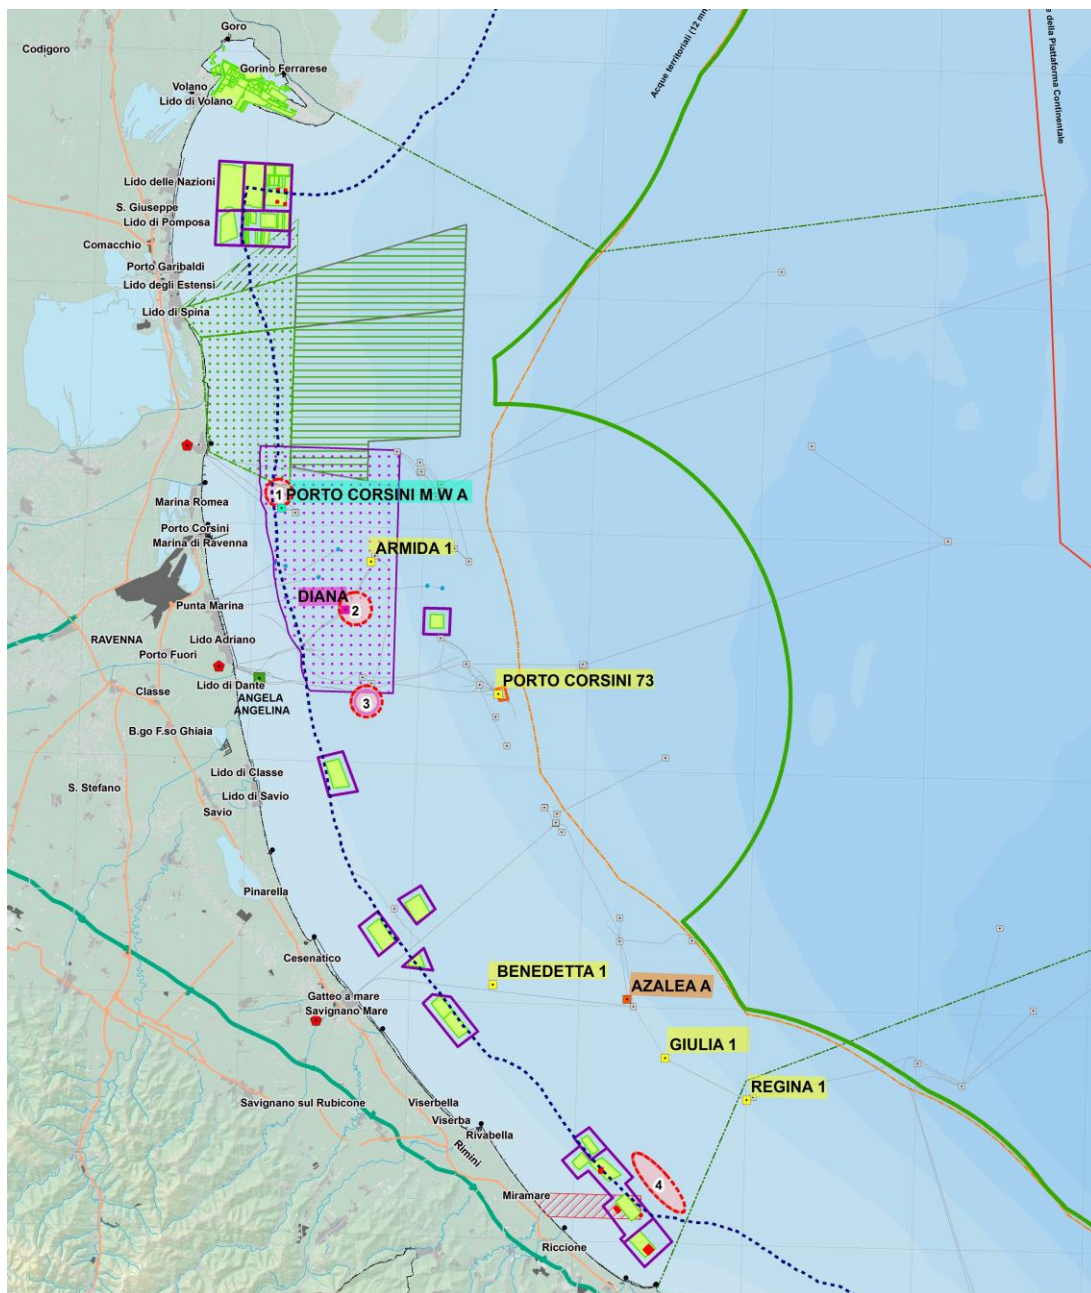 Goro
Codigoro
Gorino Ferrarese
Volano
Lido di Volano
Acque territoriali (12 mn)
e della Piattaforma Continentale
Lido delle Nazioni
S. Giuseppe
Lido di Pomposa
Comacchio
Porto Garibaldi
Lido degli Estensi
Lido di Spina
1
PORTO CORSINI M W A
Marina Romea
Porto Corsini
Marina di Ravenna
ARMIDA 1
DIANA
2
Punta Marina
RAVENNA
Lido Adriano
Porto Fuori
Lido di Dante
Classe
ANGELA
ANGELINA
PORTO CORSINI 73
3
B.go F.so Ghiaia
Lido di Classe
S. Stefano
Lido di Savio
Savio
Pinarella
Cesenatico
BENEDETTA 1
AZALEA A
Gatteo a mare
Savignano Mare
GIULIA 1
REGINA 1
Savignano sul Rubicone
Viserbella
Viserba
Rivabella
Rimini
4
Miramare
Riccione